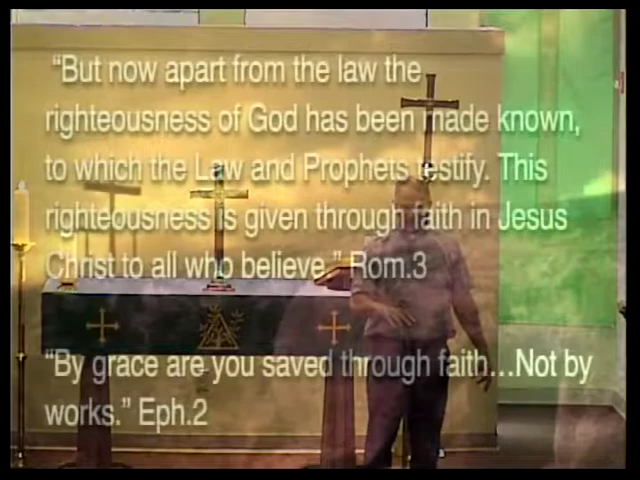 “But now apart from the law the
righteousness of God has been made known,
to which the Law and Prophets testify. This
righteousness is given through faith in Jesus
Christ to all who believe.” Rom.3
“By grace are you saved through faith...Not by
works.” Eph.2